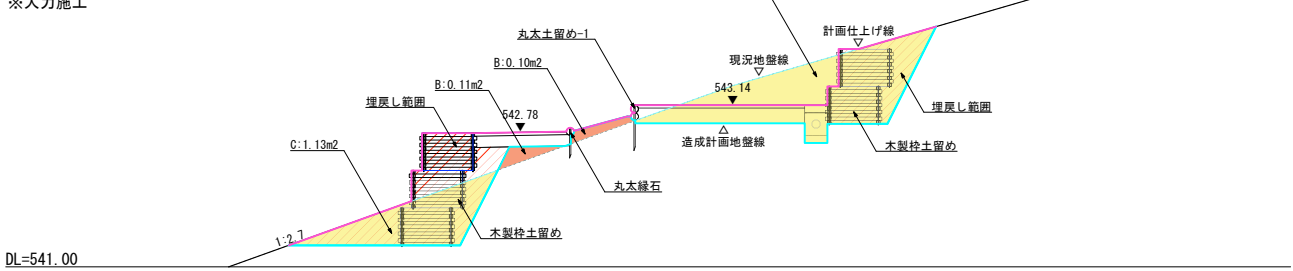 ※人力施工
丸太土留め-1
計画仕上げ線
現況地盤線
B:0.10m2
B:0.11m2
543.14
埋戻し範囲
542.78
埋戻し範囲
造成計画地盤線
C:1.13m2
木製枠土留め
丸太縁石
木製枠土留め
1:2.7
DL=541.00